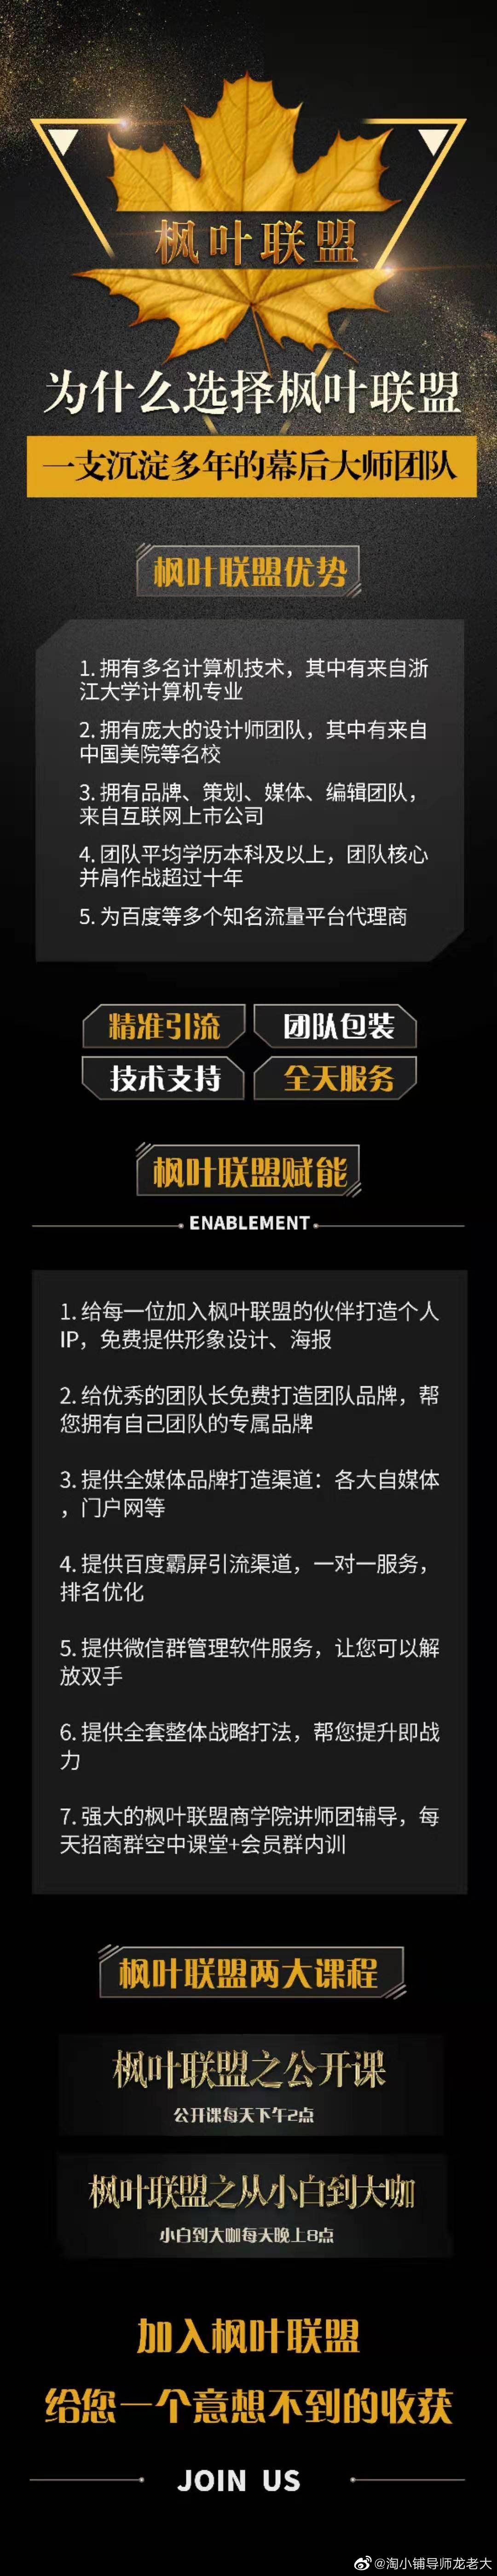 枫叶联盟
为什么选择枫叶联盟
一支沉淀多年的幕后大师团队
枫叶联盟优势
1. 拥有多名计算机技术，其中有来自浙
江大学计算机专业
2. 拥有庞大的设计师团队，其中有来自
中国美院等名校
3. 拥有品牌、策划、媒体、编辑团队，
来自互联网上市公司
4. 团队平均学历本科及以上，团队核心
并肩作战超过十年
5. 为百度等多个知名流量平台代理商
精准引流 团队包装
技术支持 全天服务
枫叶联盟赋能
ENABLEMENT
1. 给每一位加入枫叶联盟的伙伴打造个人
IP，免费提供形象设计、海报
2. 给优秀的团队长免费打造团队品牌，帮
您拥有自己团队的专属品牌
3. 提供全媒体品牌打造渠道：各大自媒体
，门户网等
4. 提供百度霸屏引流渠道，一对一服务，
排名优化
5. 提供微信群管理软件服务，让您可以解
放双手
6. 提供全套整体战略打法，帮您提升即战
力
7. 强大的枫叶联盟商学院讲师团辅导，每
天招商群空中课堂+会员群内训
枫叶联盟两大课程
枫叶联盟之公开课
公开课每天下午2点
枫叶联盟之从小白到大咖
小白到大咖每天晚上8点
加入枫叶联盟
给您一个意想不到的收获
JOIN US
@淘小铺导师龙老大